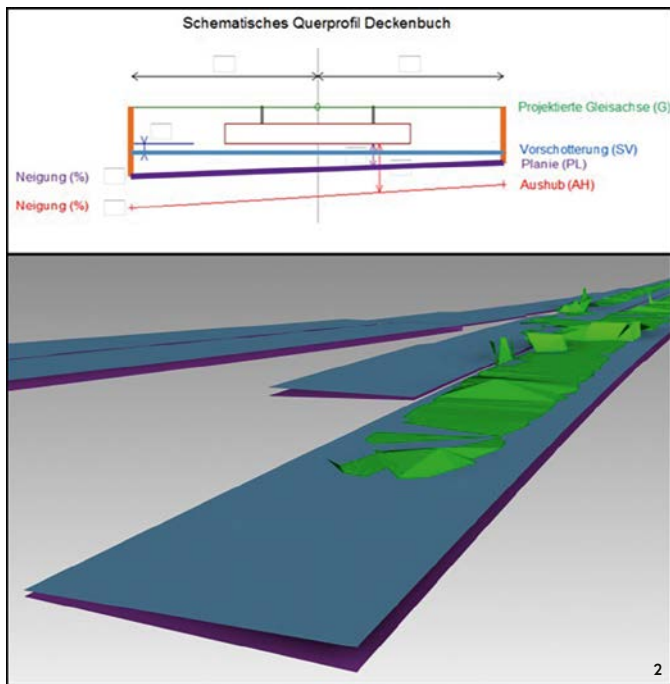 Schematisches Querprofil Deckenbuch
Projektierte Gleisachse (G)
Vorschotterung (SV)
Planie (PL)
Neigung (%)
Aushub (AH)
Neigung (%)
2